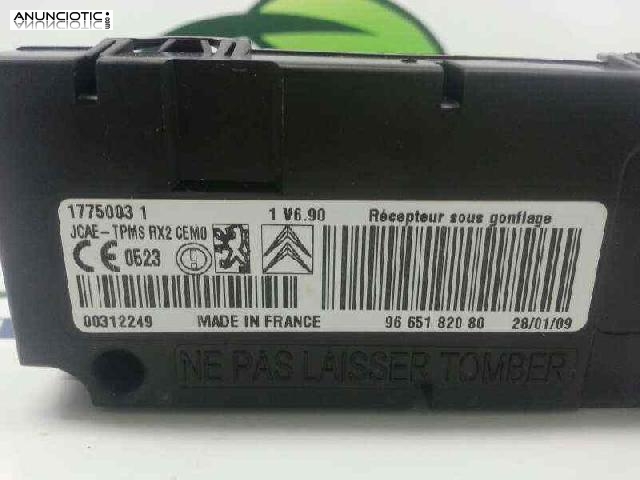 ANUNCIOTIC
1775003 1 1 V6.90 Récepteur sous gonflage
JCAE-TPMS RX2 CEM0
CE 0523
00312249 MADE IN FRANCE 96 651 820 80 28/01/09
NE PAS LAISSER TOMBER